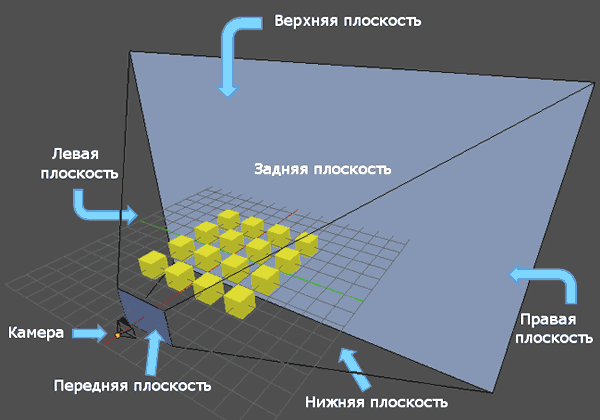 Верхняя плоскость
Левая
плоскость
Задняя плоскость
Камера
Правая
плоскость
Передняя плоскость
Нижняя плоскость